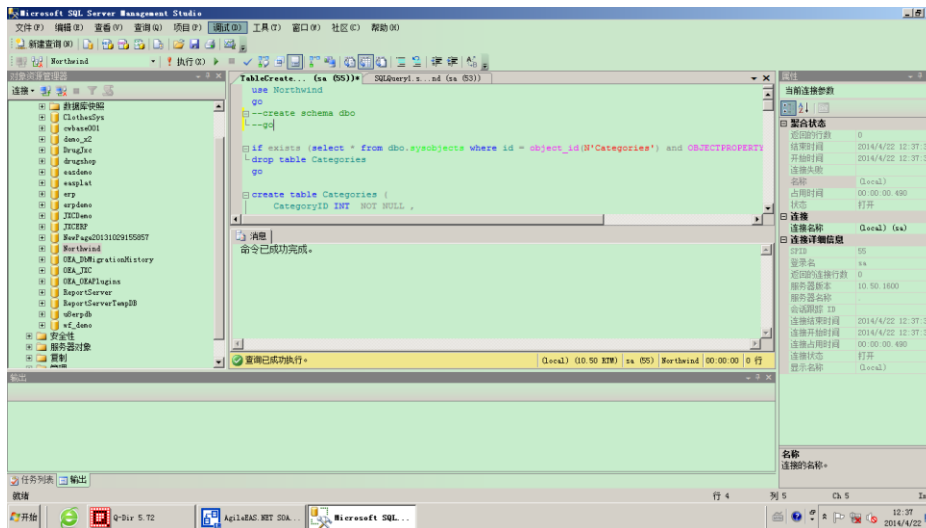 Microsoft SQL Server Management Studio
文件(F) 编辑(E) 查看(V) 查询(Q) 项目(P) 调试(D) 工具(T) 窗口(W) 社区(C) 帮助(H)
新建查询(N)
Northwind 执行(X)
对象资源管理器
连接
数据库快照
ClothesSys
cwbase001
demo_x2
DrugJxc
drugshop
easdemo
easplat
erp
erpdemo
JXCDemo
JXCERP
NewPage20131029155857
Northwind
OEA_DbMigrationHistory
OEA_JXC
OEA_OEAPlugins
ReportServer
ReportServerTempDB
u8erpdb
wf_demo
安全性
服务器对象
复制
TableCreate... (sa (55))* SQLQuery1.s...nd (sa (53))
use Northwind
go
--create schema dbo
--go
if exists (select * from dbo.sysobjects where id = object_id(N'Categories') and OBJECTPROPERTY
drop table Categories
go
create table Categories (
CategoryID INT NOT NULL ,
消息
命令已成功完成。
查询已成功执行。 (local) (10.50 RTM) sa (55) Northwind 00:00:00 0 行
属性
当前连接参数
聚合状态
返回的行数 0
结束时间 2014/4/22 12:37:3
开始时间 2014/4/22 12:37:3
连接失败
名称 (local)
占用时间 00:00:00.490
状态 打开
连接
连接名称 (local) (sa)
连接详细信息
SPID 55
登录名 sa
返回的连接行数 0
服务器版本 10.50.1600
服务器名称 .
会话跟踪 ID
连接结束时间 2014/4/22 12:37:3
连接开始时间 2014/4/22 12:37:3
连接占用时间 00:00:00.490
连接状态 打开
显示名称 (local)
名称
连接的名称。
输出
任务列表 输出
就绪 行 4 列 5 Ch 5 Ins
开始 Q-Dir 5.72 AgileEAS.NET SOA... Microsoft SQL... 12:37
2014/4/22